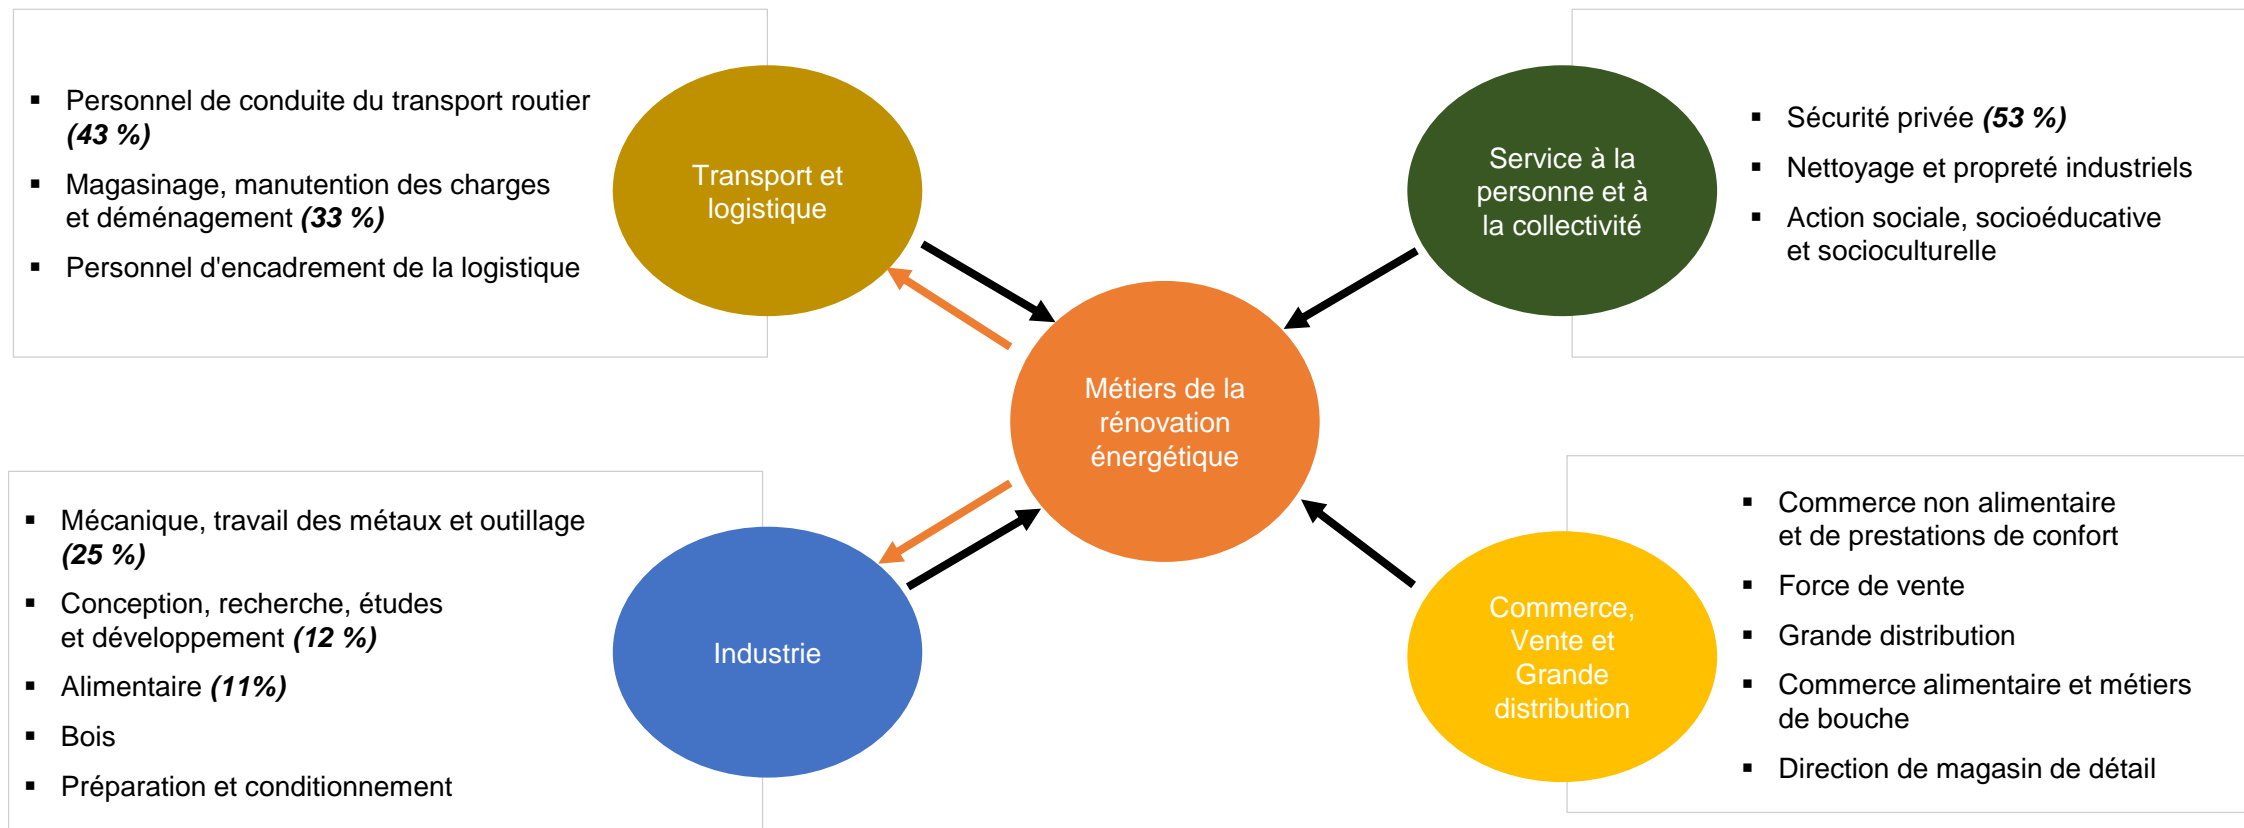 ▪ Personnel de conduite du transport routier
(43 %)
▪ Magasinage, manutention des charges
et déménagement (33 %)
▪ Personnel d'encadrement de la logistique
Transport et
logistique
Service à la
personne et à
la collectivité
▪ Sécurité privée (53 %)
▪ Nettoyage et propreté industriels
▪ Action sociale, socioéducative
et socioculturelle
Métiers de la
rénovation
énergétique
▪ Mécanique, travail des métaux et outillage
(25 %)
▪ Conception, recherche, études
et développement (12 %)
▪ Alimentaire (11%)
▪ Bois
▪ Préparation et conditionnement
Industrie
Commerce,
Vente et
Grande
distribution
▪ Commerce non alimentaire
et de prestations de confort
▪ Force de vente
▪ Grande distribution
▪ Commerce alimentaire et métiers
de bouche
▪ Direction de magasin de détail